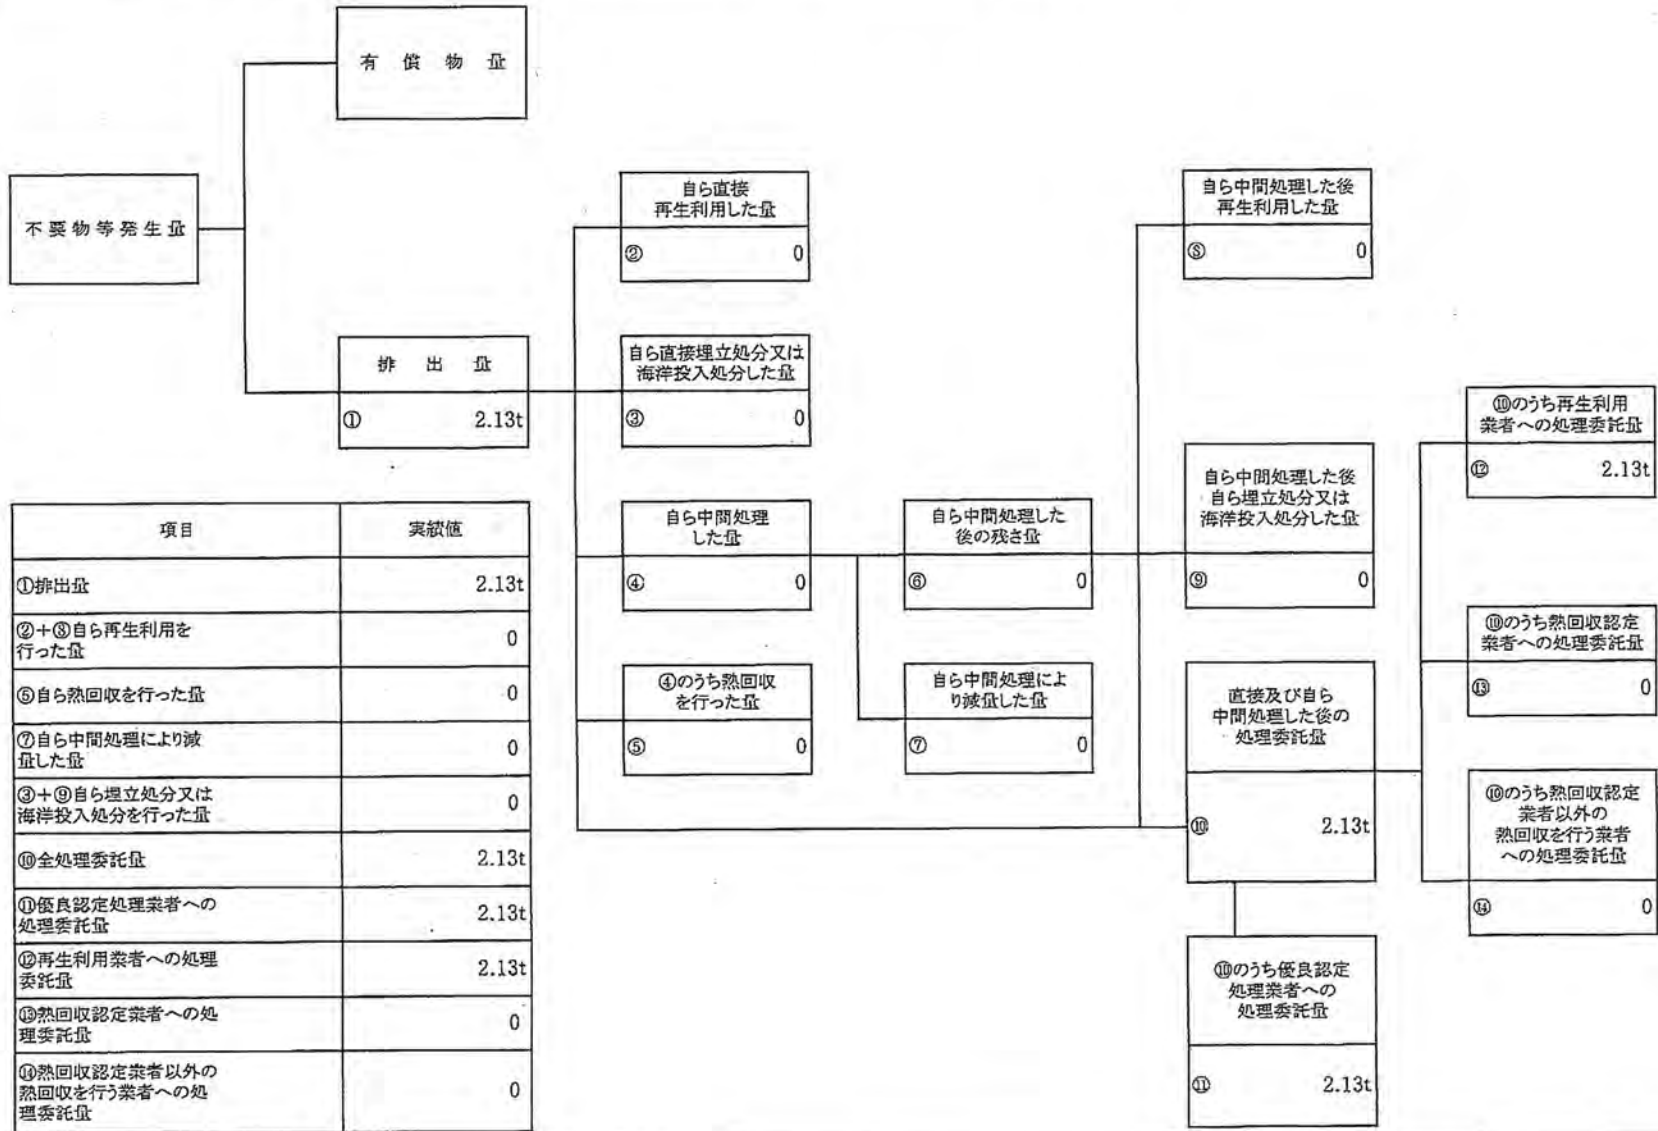 有償物量
不要物等発生量
排出量
① 2.13t
自ら直接
再生利用した量
② 0
自ら直接埋立処分又は
海洋投入処分した量
③ 0
自ら中間処理
した量
④ 0
④のうち熱回収
を行った量
⑤ 0
自ら中間処理した
後の残さ量
⑥ 0
自ら中間処理によ
り減量した量
⑦ 0
自ら中間処理した後
再生利用した量
⑧ 0
自ら中間処理した後
自ら埋立処分又は
海洋投入処分した量
⑨ 0
直接及び自ら
中間処理した後の
処理委託量
⑩ 2.13t
⑩のうち優良認定
処理業者への
処理委託量
⑪ 2.13t
⑩のうち再生利用
業者への処理委託量
⑫ 2.13t
⑩のうち熱回収認定
業者への処理委託量
⑬ 0
⑩のうち熱回収認定
業者以外の
熱回収を行う業者
への処理委託量
⑭ 0
項目 実績値
①排出量 2.13t
②+⑧自ら再生利用を
行った量 0
⑤自ら熱回収を行った量 0
⑦自ら中間処理により減
量した量 0
③+⑨自ら埋立処分又は
海洋投入処分を行った量 0
⑩全処理委託量 2.13t
⑪優良認定処理業者への
処理委託量 2.13t
⑫再生利用業者への処理
委託量 2.13t
⑬熱回収認定業者への処
理委託量 0
⑭熱回収認定業者以外の
熱回収を行う業者への処
理委託量 0